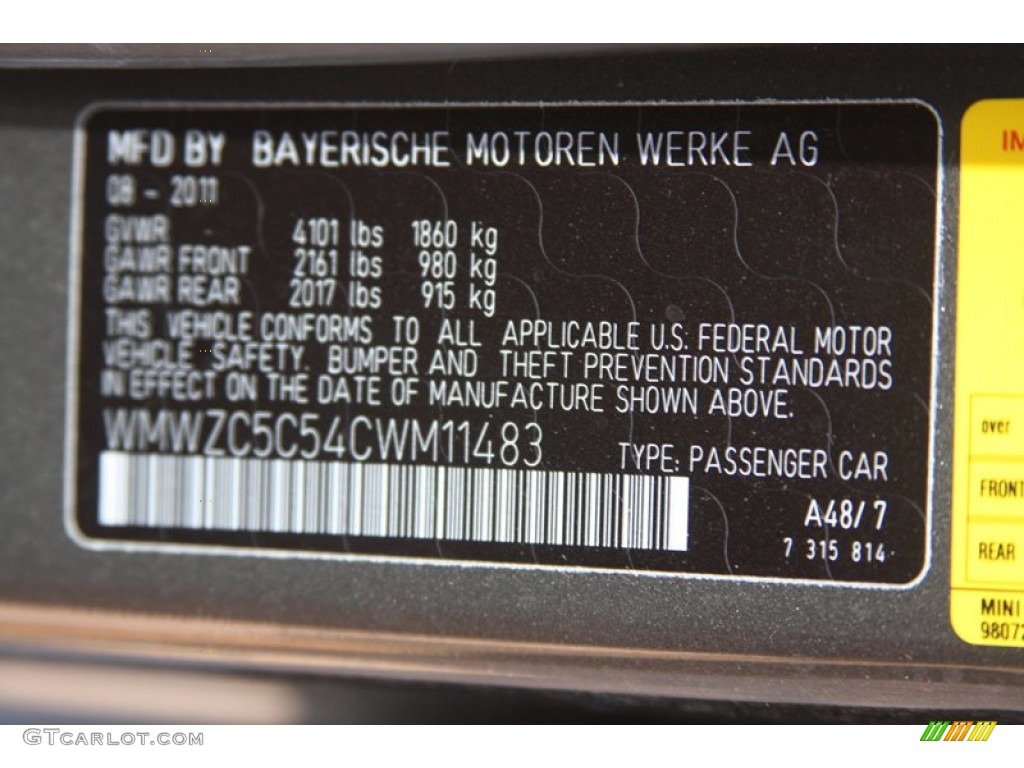 MFD BY BAYERISCHE MOTOREN WERKE AG
08 - 2011
GVWR 4101 lbs 1860 kg
GAWR FRONT 2161 lbs 980 kg
GAWR REAR 2017 lbs 915 kg
THIS VEHICLE CONFORMS TO ALL APPLICABLE U.S. FEDERAL MOTOR
VEHICLE SAFETY, BUMPER AND THEFT PREVENTION STANDARDS
IN EFFECT ON THE DATE OF MANUFACTURE SHOWN ABOVE.
WMWZC5C54CWM11483
TYPE: PASSENGER CAR
A48/ 7
7 315 814
IM
over
FRONT
REAR
MINI
98072
GTCARLOT.COM